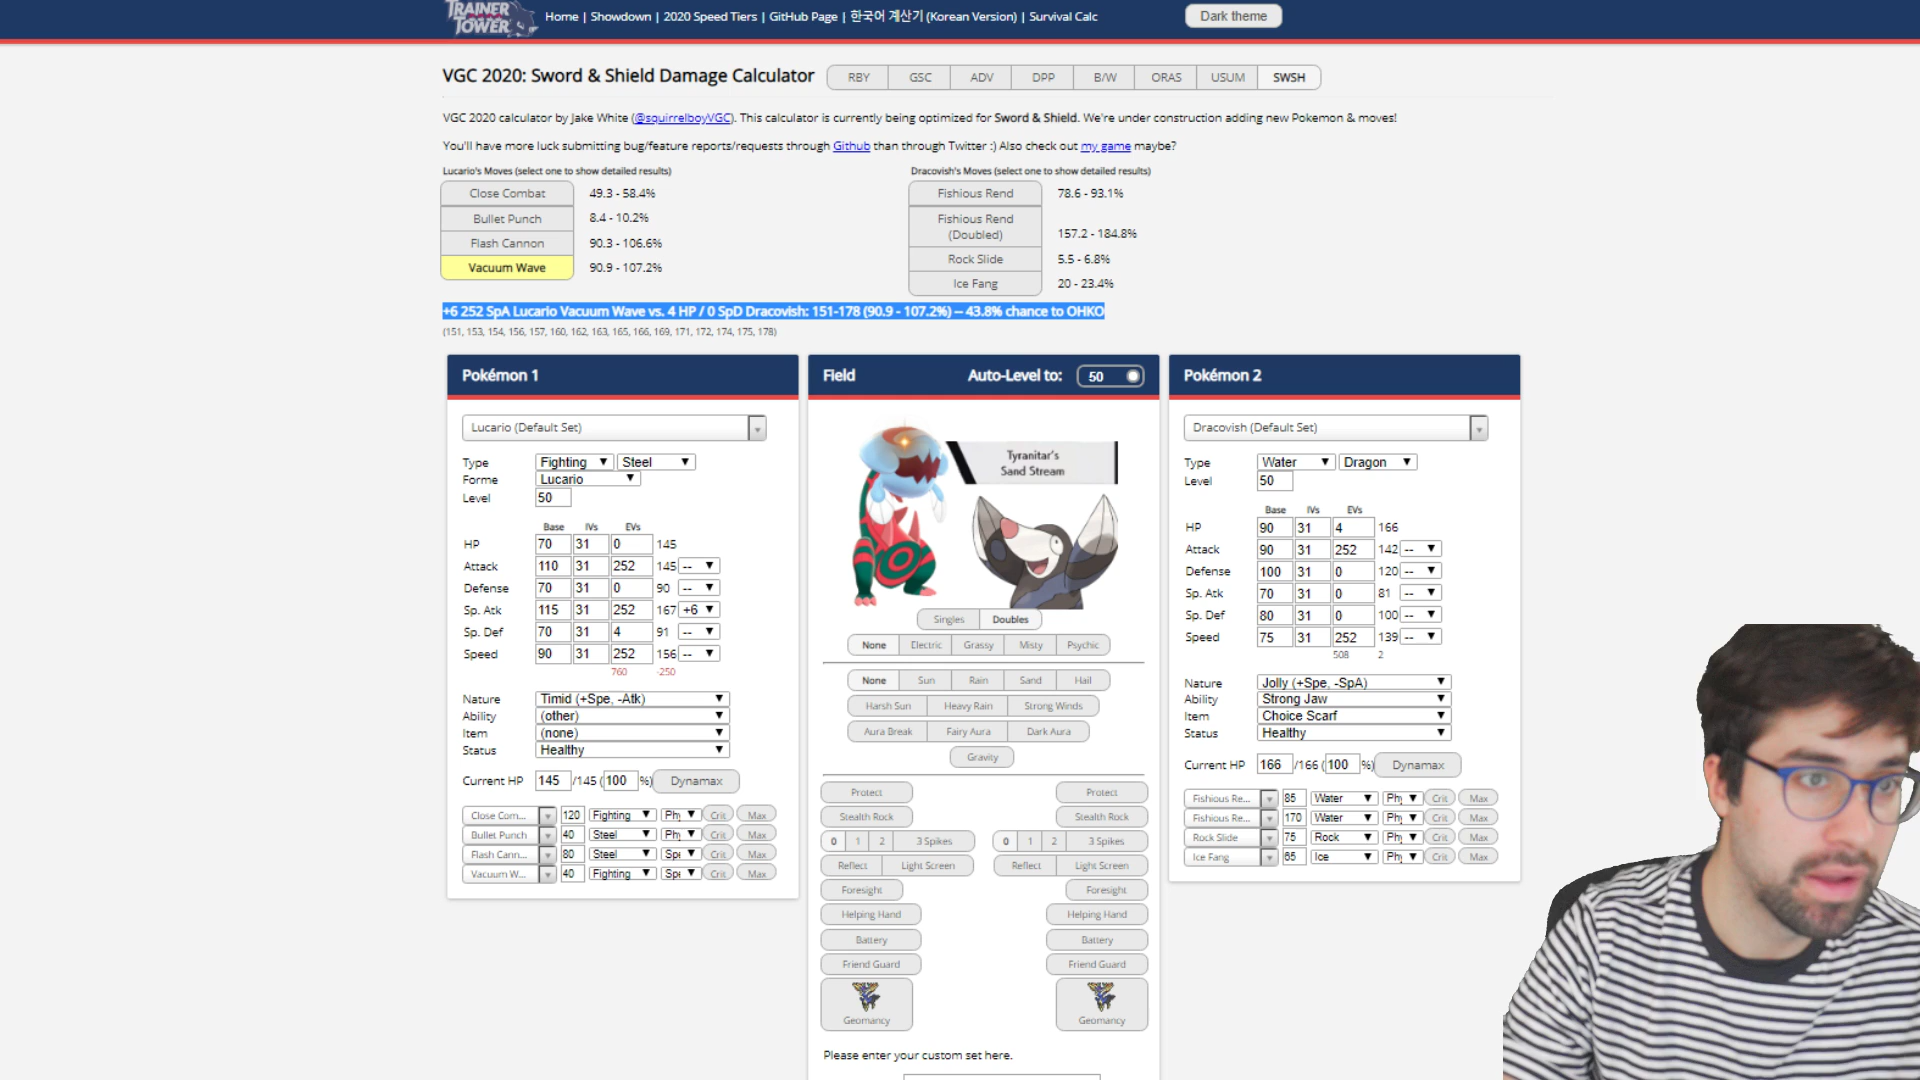 TRAINER TOWER
Home | Showdown | 2020 Speed Tiers | GitHub Page | 한국어 계산기 (Korean Version) | Survival Calc
Dark theme
VGC 2020: Sword & Shield Damage Calculator
RBY GSC ADV DPP B/W ORAS USUM SWSH
VGC 2020 calculator by Jake White (@squirrelboyVGC). This calculator is currently being optimized for Sword & Shield. We're under construction adding new Pokemon & moves!
You'll have more luck submitting bug/feature reports/requests through Github than through Twitter :) Also check out my game maybe?
Lucario's Moves (select one to show detailed results)
Close Combat 49.3 - 58.4%
Bullet Punch 8.4 - 10.2%
Flash Cannon 90.3 - 106.6%
Vacuum Wave 90.9 - 107.2%
Dracovish's Moves (select one to show detailed results)
Fishious Rend 78.6 - 93.1%
Fishious Rend
(Doubled) 157.2 - 184.8%
Rock Slide 5.5 - 6.8%
Ice Fang 20 - 23.4%
+6 252 SpA Lucario Vacuum Wave vs. 4 HP / 0 SpD Dracovish: 151-178 (90.9 - 107.2%) -- 43.8% chance to OHKO
(151, 153, 154, 156, 157, 160, 162, 163, 165, 166, 169, 171, 172, 174, 175, 178)
Pokémon 1
Lucario (Default Set)
Type Fighting Steel
Forme Lucario
Level 50
Base IVs EVs
HP 70 31 0 145
Attack 110 31 252 145 --
Defense 70 31 0 90 --
Sp. Atk 115 31 252 167 +6
Sp. Def 70 31 4 91 --
Speed 90 31 252 156 --
760 -250
Nature Timid (+Spe, -Atk)
Ability (other)
Item (none)
Status Healthy
Current HP 145 /145 (100 %) Dynamax
Close Com... 120 Fighting Phy Crit Max
Bullet Punch 40 Steel Phy Crit Max
Flash Cann... 80 Steel Spe Crit Max
Vacuum W... 40 Fighting Spe Crit Max
Field
Auto-Level to: 50
Tyranitar's
Sand Stream
Singles Doubles
None Electric Grassy Misty Psychic
None Sun Rain Sand Hail
Harsh Sun Heavy Rain Strong Winds
Aura Break Fairy Aura Dark Aura
Gravity
Protect Protect
Stealth Rock Stealth Rock
0 1 2 3 Spikes 0 1 2 3 Spikes
Reflect Light Screen Reflect Light Screen
Foresight Foresight
Helping Hand Helping Hand
Battery Battery
Friend Guard Friend Guard
Geomancy Geomancy
Please enter your custom set here.
Pokémon 2
Dracovish (Default Set)
Type Water Dragon
Level 50
Base IVs EVs
HP 90 31 4 166
Attack 90 31 252 142 --
Defense 100 31 0 120 --
Sp. Atk 70 31 0 81 --
Sp. Def 80 31 0 100 --
Speed 75 31 252 139 --
508 2
Nature Jolly (+Spe, -SpA)
Ability Strong Jaw
Item Choice Scarf
Status Healthy
Current HP 166 /166 (100 %) Dynamax
Fishious Re... 85 Water Phy Crit Max
Fishious Re... 170 Water Phy Crit Max
Rock Slide 75 Rock Phy Crit Max
Ice Fang 65 Ice Phy Crit Max